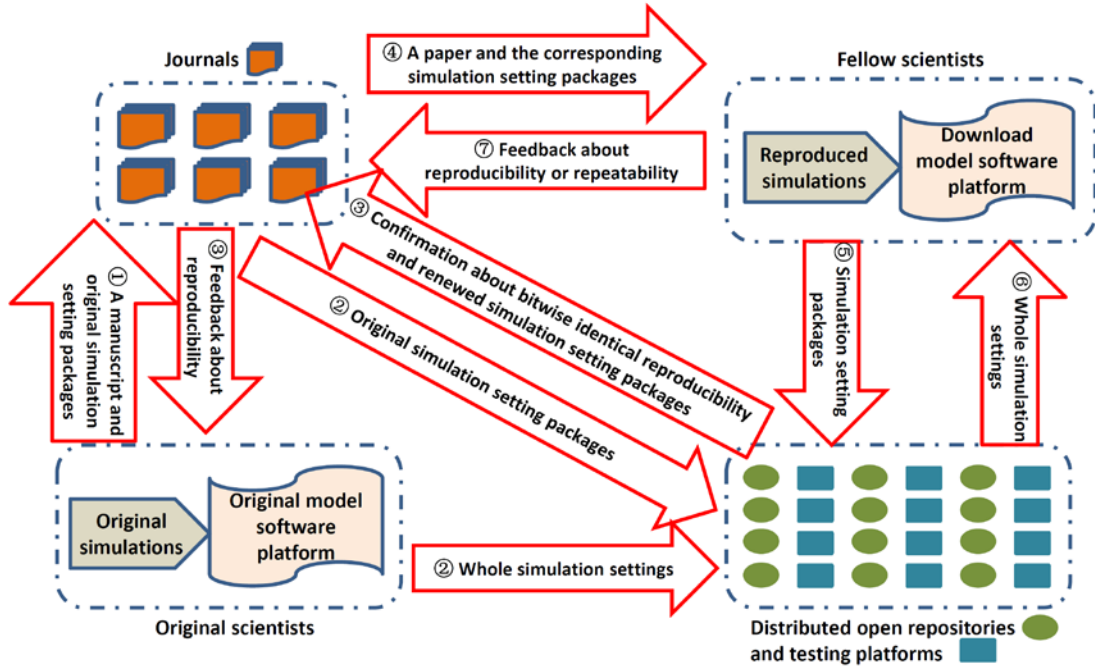 Journals
④ A paper and the corresponding
simulation setting packages
Fellow scientists
⑦ Feedback about
reproducibility or repeatability
Reproduced
simulations
Download
model software
platform
① A manuscript and
original simulation
setting packages
③ Feedback about
reproducibility
③ Confirmation about bitwise identical reproducibility
and renewed simulation setting packages
② Original simulation setting packages
⑤ Simulation setting
packages
⑥ Whole simulation
settings
Original
simulations
Original model
software
platform
② Whole simulation settings
Original scientists
Distributed open repositories
and testing platforms